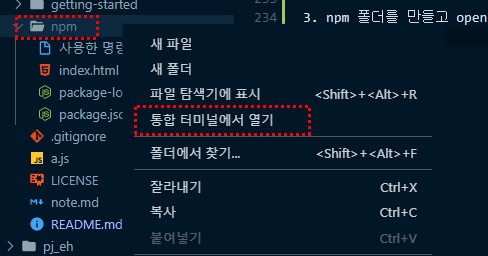 getting-started
npm
사용한 명령
index.html
package-lo
package.jsc
.gitignore
a.js
LICENSE
note.md
README.md
pj_eh
234 3. npm 폴더를 만들고 open
새 파일
새 폴더
파일 탐색기에 표시 <Shift>+<Alt>+R
통합 터미널에서 열기
폴더에서 찾기... <Shift>+<Alt>+F
잘라내기 Ctrl+X
복사 Ctrl+C
붙여넣기 Ctrl+V